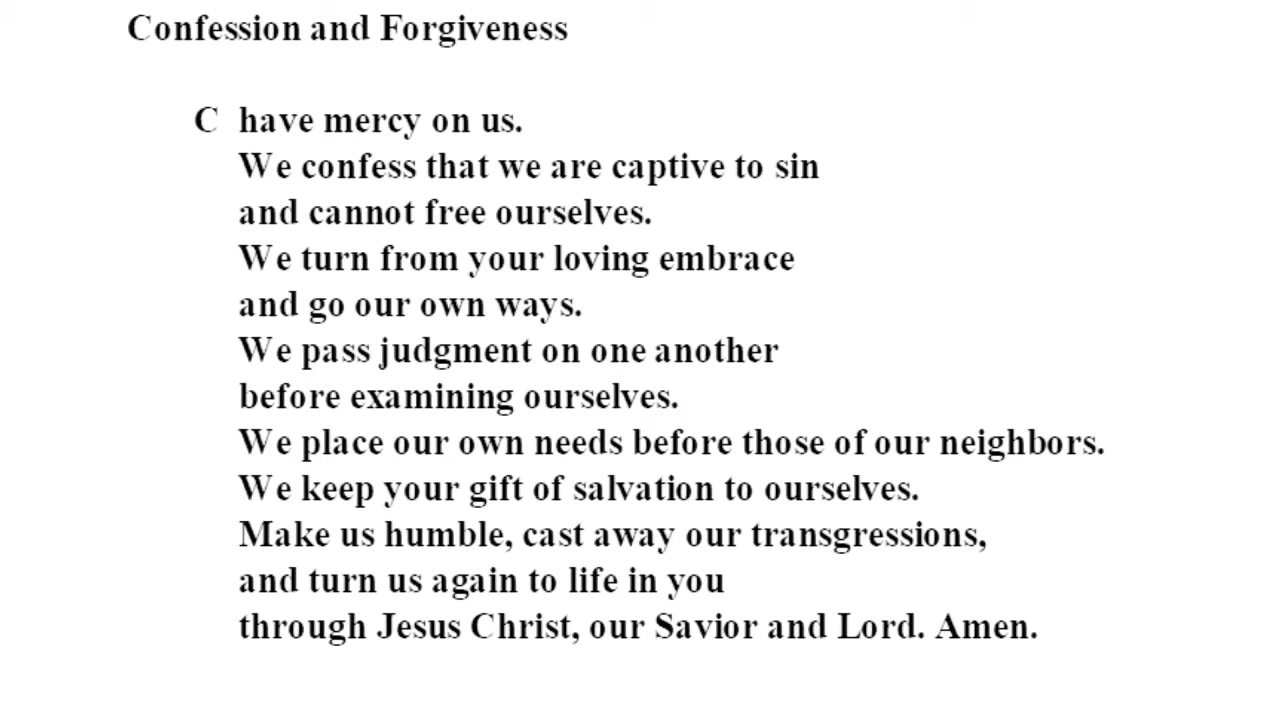 Confession and Forgiveness
C have mercy on us.
We confess that we are captive to sin
and cannot free ourselves.
We turn from your loving embrace
and go our own ways.
We pass judgment on one another
before examining ourselves.
We place our own needs before those of our neighbors.
We keep your gift of salvation to ourselves.
Make us humble, cast away our transgressions,
and turn us again to life in you
through Jesus Christ, our Savior and Lord. Amen.